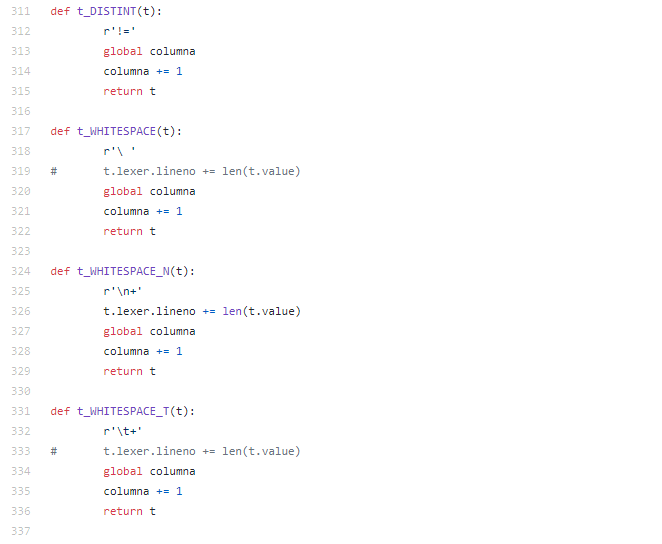 311 def t_DISTINT(t):
312         r'!='
313         global columna
314         columna += 1
315         return t
316
317 def t_WHITESPACE(t):
318         r'\ '
319 #       t.lexer.lineno += len(t.value)
320         global columna
321         columna += 1
322         return t
323
324 def t_WHITESPACE_N(t):
325         r'\n+'
326         t.lexer.lineno += len(t.value)
327         global columna
328         columna += 1
329         return t
330
331 def t_WHITESPACE_T(t):
332         r'\t+'
333 #       t.lexer.lineno += len(t.value)
334         global columna
335         columna += 1
336         return t
337